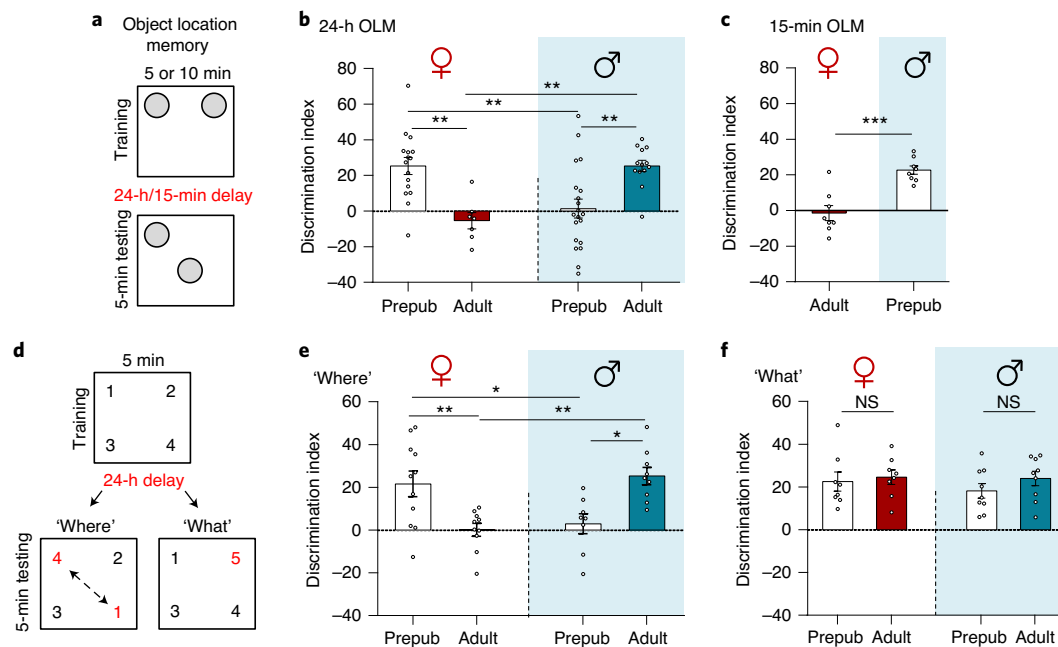 a
Object location
memory
5 or 10 min
Training
24-h/15-min delay
5-min testing
b
24-h OLM
♀
♂
Discrimination index
80
60
40
20
0
–20
–40
**
**
**
**
Prepub
Adult
Prepub
Adult
c
15-min OLM
♀
♂
Discrimination index
80
60
40
20
0
–20
–40
***
Adult
Prepub
d
5 min
Training
1 2
3 4
24-h delay
'Where' 'What'
5-min testing
4 2
3 1
1 5
3 4
e
'Where'
♀
♂
Discrimination index
60
40
20
0
–20
–40
*
**
**
*
Prepub
Adult
Prepub
Adult
f
'What'
♀
♂
Discrimination index
60
40
20
0
–20
–40
NS
NS
Prepub
Adult
Prepub
Adult